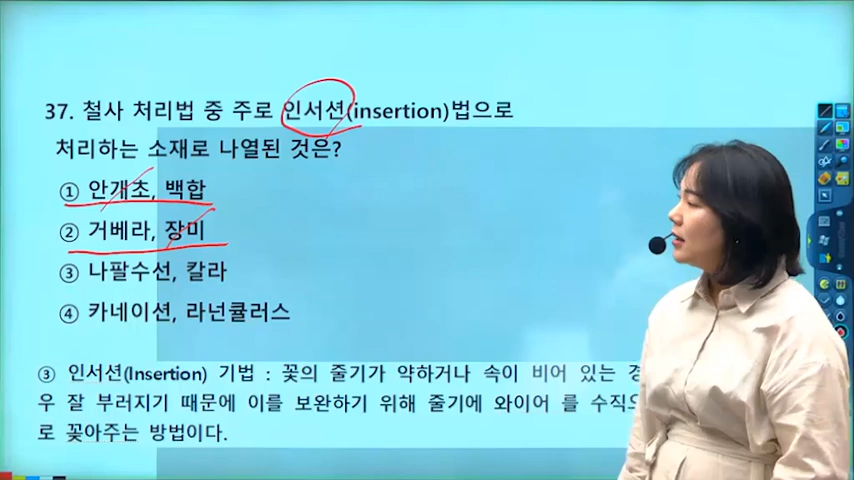 37. 철사 처리법 중 주로 인서션(insertion)법으로
처리하는 소재로 나열된 것은?
① 안개초, 백합
② 거베라, 장미
③ 나팔수선, 칼라
④ 카네이션, 라넌큘러스
③ 인서션(Insertion) 기법 : 꽃의 줄기가 약하거나 속이 비어 있는 경
우 잘 부러지기 때문에 이를 보완하기 위해 줄기에 와이어 를 수직으
로 꽂아주는 방법이다.